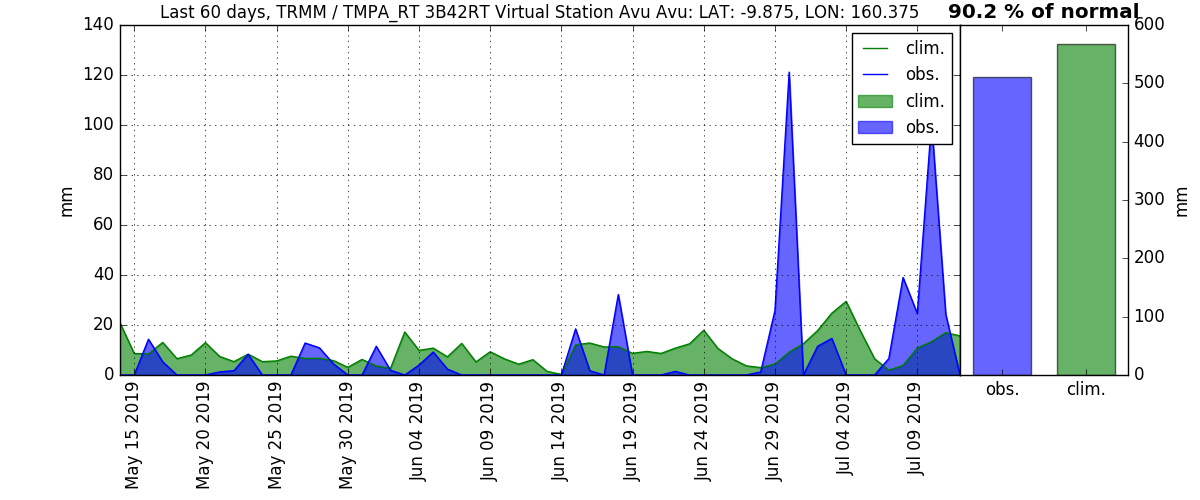 Last 60 days, TRMM / TMPA_RT 3B42RT Virtual Station Avu Avu: LAT: -9.875, LON: 160.375
90.2 % of normal
140
120
100
80
60
40
20
0
mm
clim.
obs.
clim.
obs.
600
500
400
300
200
100
0
mm
May 15 2019
May 20 2019
May 25 2019
May 30 2019
Jun 04 2019
Jun 09 2019
Jun 14 2019
Jun 19 2019
Jun 24 2019
Jun 29 2019
Jul 04 2019
Jul 09 2019
obs.
clim.